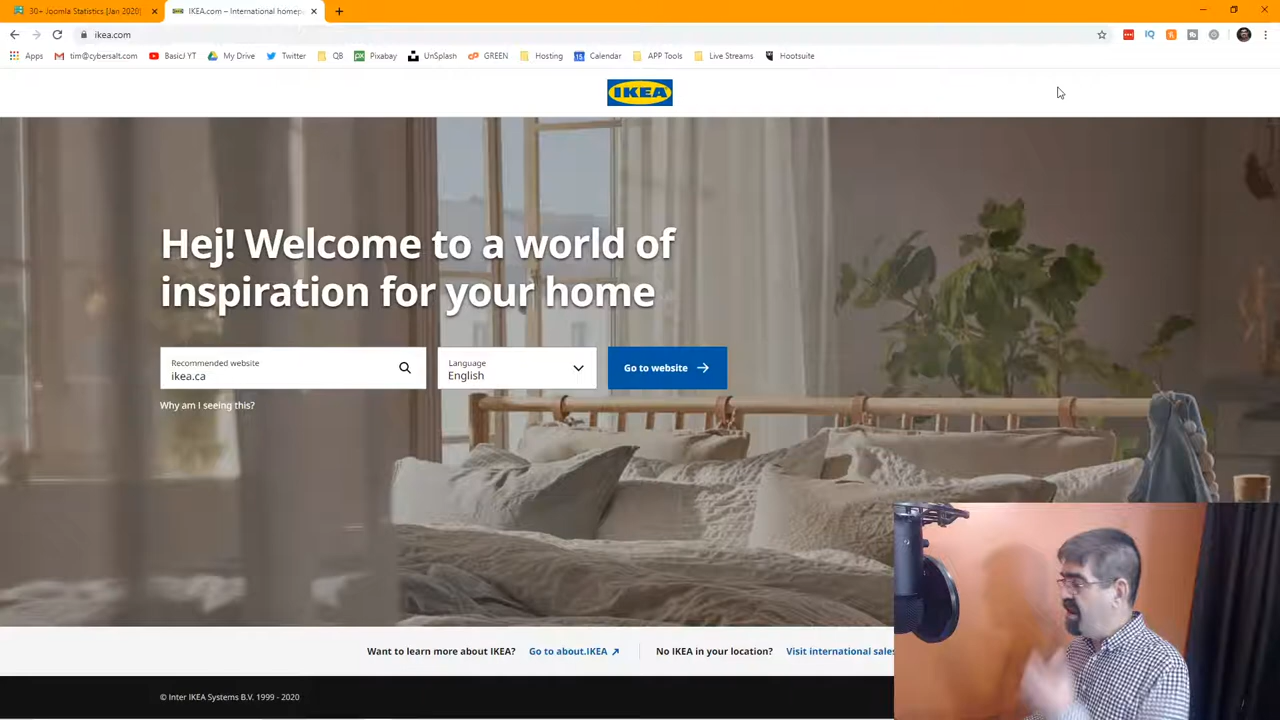 30+ Joomla Statistics [Jan 2020]
IKEA.com – International homep
ikea.com
Apps
tim@cybersalt.com
BasicJ YT
My Drive
Twitter
QB
Pixabay
UnSplash
GREEN
Hosting
Calendar
APP Tools
Live Streams
Hootsuite
IKEA
Hej! Welcome to a world of
inspiration for your home
Recommended website
ikea.ca
Language
English
Go to website
Why am I seeing this?
Want to learn more about IKEA? Go to about.IKEA
No IKEA in your location? Visit international sales
© Inter IKEA Systems B.V. 1999 - 2020